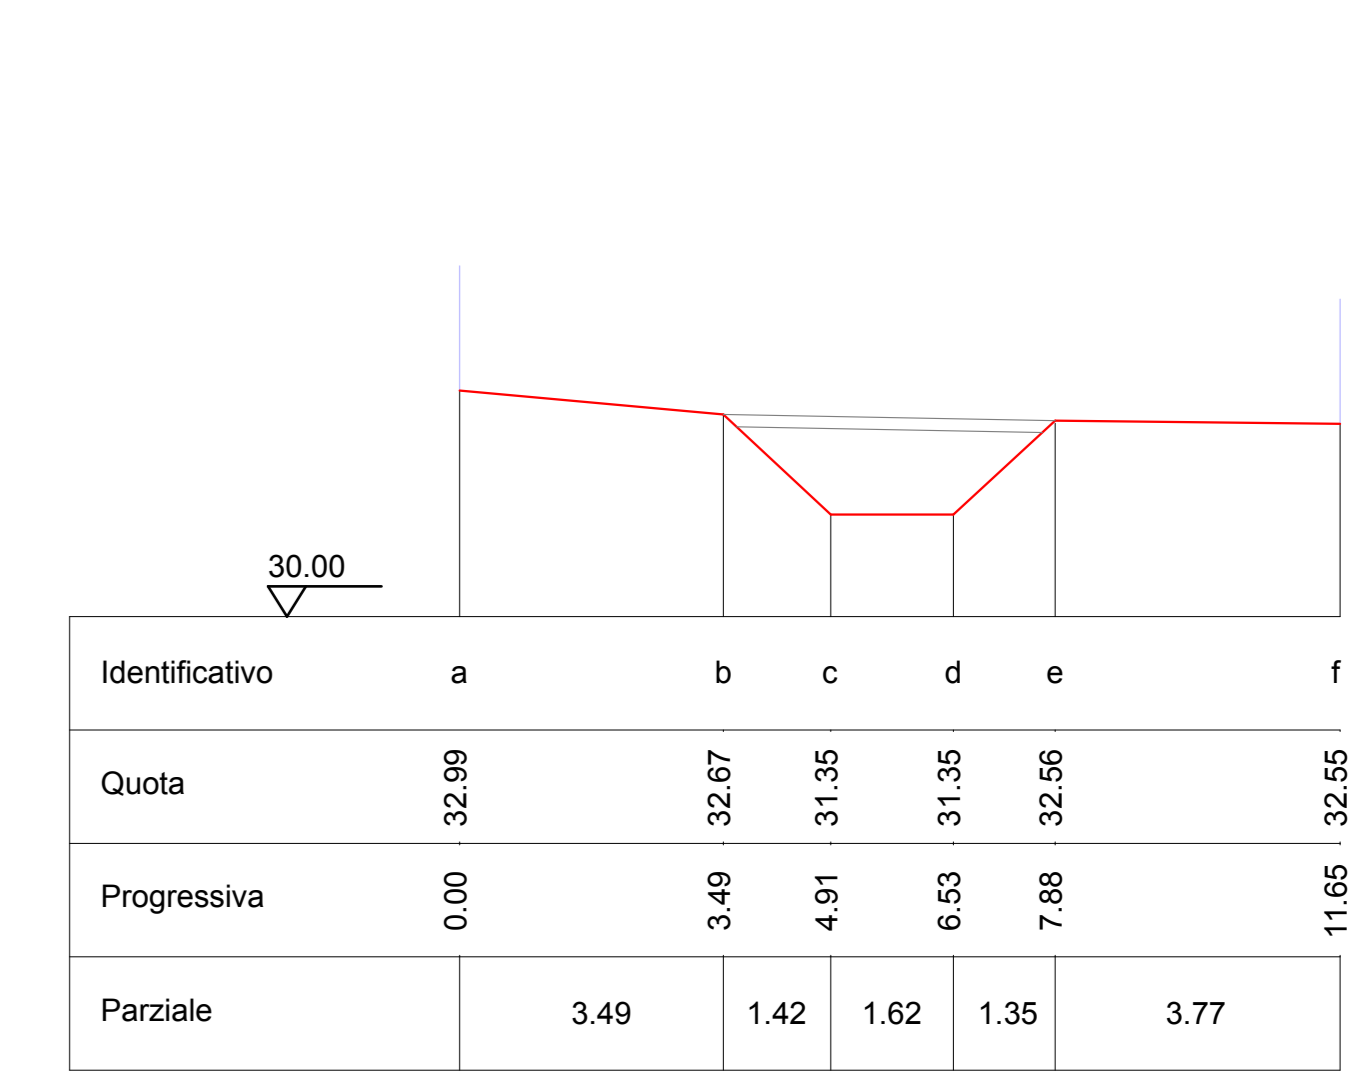 30.00
Identificativo a b c d e f
Quota 32.99 32.67 31.35 31.35 32.56 32.55
Progressiva 0.00 3.49 4.91 6.53 7.88 11.65
Parziale 3.49 1.42 1.62 1.35 3.77